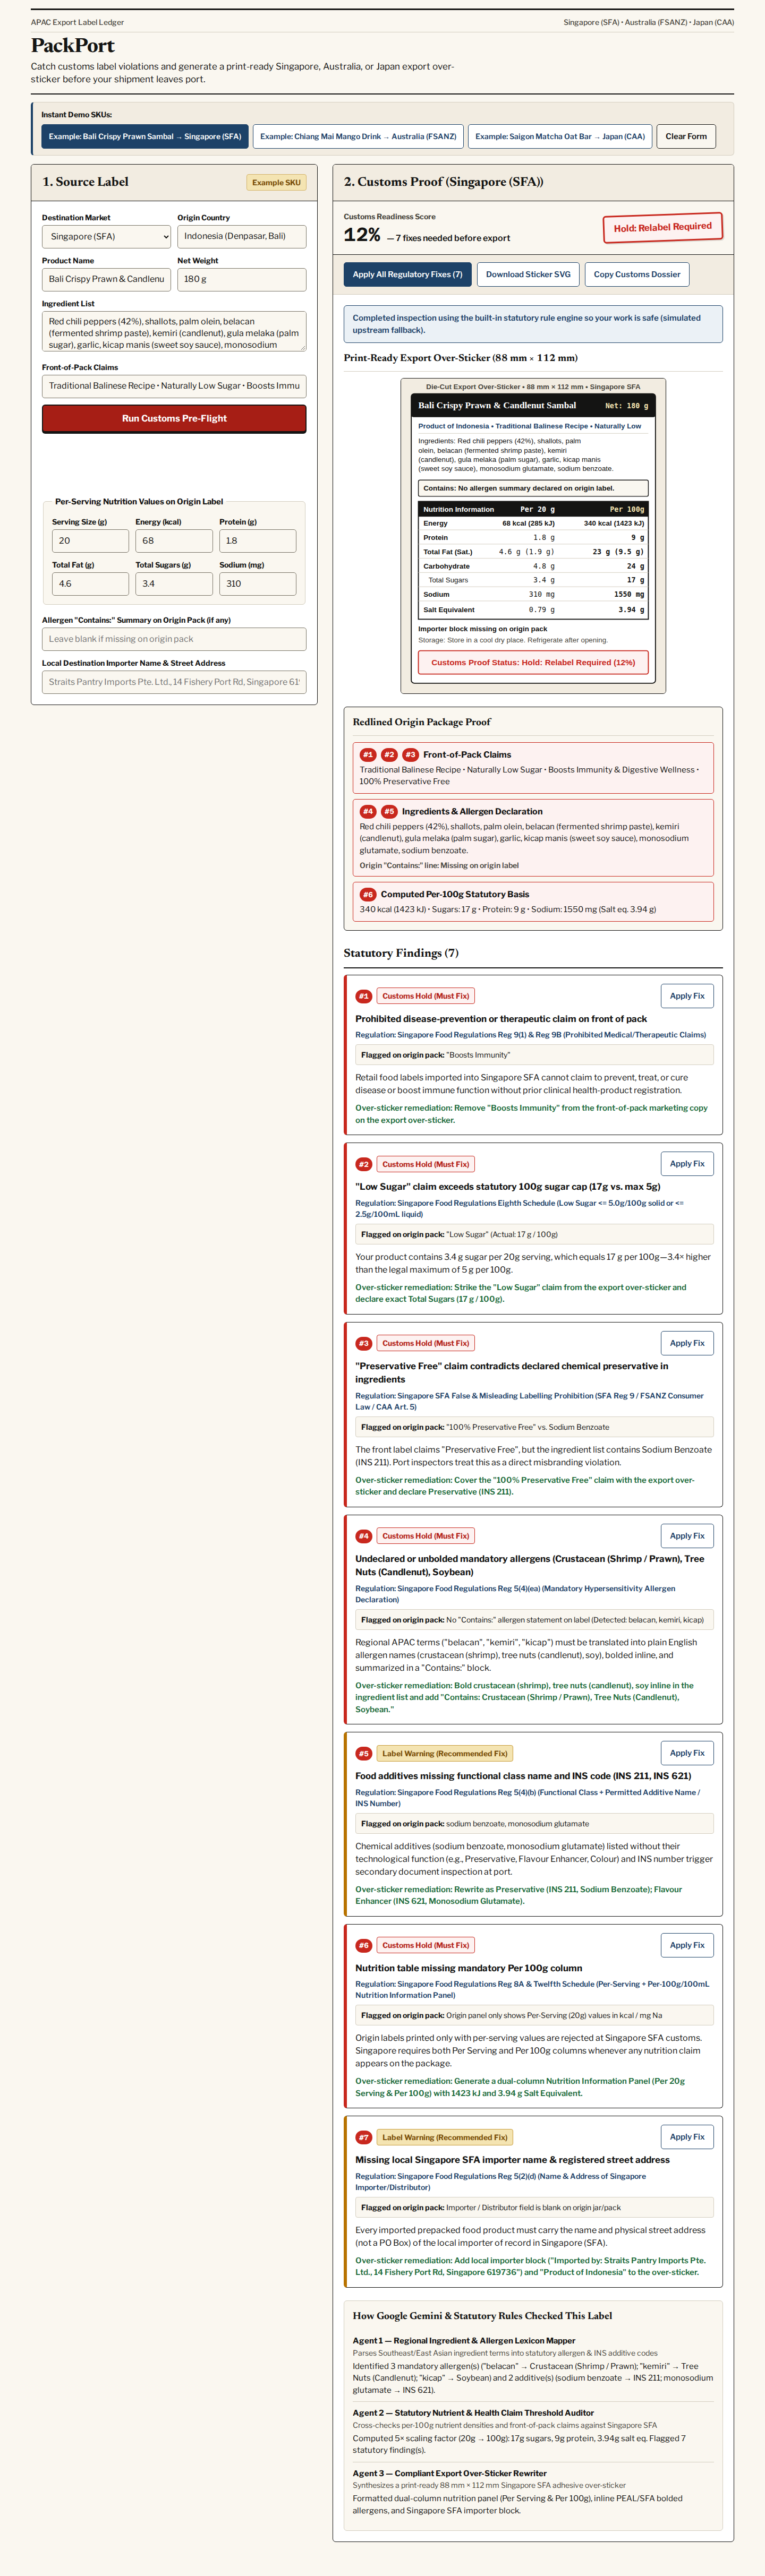 APAC Export Label Ledger
Singapore (SFA) • Australia (FSANZ) • Japan (CAA)
PackPort
Catch customs label violations and generate a print-ready Singapore, Australia, or Japan export over-
sticker before your shipment leaves port.
Instant Demo SKUs:
Example: Bali Crispy Prawn Sambal → Singapore (SFA)
Example: Chiang Mai Mango Drink → Australia (FSANZ)
Example: Saigon Matcha Oat Bar → Japan (CAA)
Clear Form
1. Source Label
Example SKU
Destination Market
Origin Country
Singapore (SFA)
Indonesia (Denpasar, Bali)
Product Name
Net Weight
Bali Crispy Prawn & Candlenu
180 g
Ingredient List
Red chili peppers (42%), shallots, palm olein, belacan
(fermented shrimp paste), kemiri (candlenut), gula melaka (palm
sugar), garlic, kicap manis (sweet soy sauce), monosodium
Front-of-Pack Claims
Traditional Balinese Recipe • Naturally Low Sugar • Boosts Immu
Run Customs Pre-Flight
Per-Serving Nutrition Values on Origin Label
Serving Size (g)
Energy (kcal)
Protein (g)
20
68
1.8
Total Fat (g)
Total Sugars (g)
Sodium (mg)
4.6
3.4
310
Allergen "Contains:" Summary on Origin Pack (if any)
Leave blank if missing on origin pack
Local Destination Importer Name & Street Address
Straits Pantry Imports Pte. Ltd., 14 Fishery Port Rd, Singapore 61
2. Customs Proof (Singapore (SFA))
Customs Readiness Score
12% — 7 fixes needed before export
Hold: Relabel Required
Apply All Regulatory Fixes (7)
Download Sticker SVG
Copy Customs Dossier
Completed inspection using the built-in statutory rule engine so your work is safe (simulated
upstream fallback).
Print-Ready Export Over-Sticker (88 mm × 112 mm)
Die-Cut Export Over-Sticker • 88 mm × 112 mm • Singapore SFA
Bali Crispy Prawn & Candlenut Sambal
Net: 180 g
Product of Indonesia • Traditional Balinese Recipe • Naturally Low
Ingredients: Red chili peppers (42%), shallots, palm
olein, belacan (fermented shrimp paste), kemiri
(candlenut), gula melaka (palm sugar), garlic, kicap manis
(sweet soy sauce), monosodium glutamate, sodium benzoate.
Contains: No allergen summary declared on origin label.
Nutrition Information Per 20 g Per 100g
Energy 68 kcal (285 kJ) 340 kcal (1423 kJ)
Protein 1.8 g 9 g
Total Fat (Sat.) 4.6 g (1.9 g) 23 g (9.5 g)
Carbohydrate 4.8 g 24 g
Total Sugars 3.4 g 17 g
Sodium 310 mg 1550 mg
Salt Equivalent 0.79 g 3.94 g
Importer block missing on origin pack
Storage: Store in a cool dry place. Refrigerate after opening.
Customs Proof Status: Hold: Relabel Required (12%)
Redlined Origin Package Proof
#1 #2 #3 Front-of-Pack Claims
Traditional Balinese Recipe • Naturally Low Sugar • Boosts Immunity & Digestive Wellness •
100% Preservative Free
#4 #5 Ingredients & Allergen Declaration
Red chili peppers (42%), shallots, palm olein, belacan (fermented shrimp paste), kemiri
(candlenut), gula melaka (palm sugar), garlic, kicap manis (sweet soy sauce), monosodium
glutamate, sodium benzoate.
Origin "Contains:" line: Missing on origin label
#6 Computed Per-100g Statutory Basis
340 kcal (1423 kJ) • Sugars: 17 g • Protein: 9 g • Sodium: 1550 mg (Salt eq. 3.94 g)
Statutory Findings (7)
#1 Customs Hold (Must Fix)
Apply Fix
Prohibited disease-prevention or therapeutic claim on front of pack
Regulation: Singapore Food Regulations Reg 9(1) & Reg 9B (Prohibited Medical/Therapeutic Claims)
Flagged on origin pack: "Boosts Immunity"
Retail food labels imported into Singapore SFA cannot claim to prevent, treat, or cure
disease or boost immune function without prior clinical health-product registration.
Over-sticker remediation: Remove "Boosts Immunity" from the front-of-pack marketing copy
on the export over-sticker.
#2 Customs Hold (Must Fix)
Apply Fix
"Low Sugar" claim exceeds statutory 100g sugar cap (17g vs. max 5g)
Regulation: Singapore Food Regulations Eighth Schedule (Low Sugar <= 5.0g/100g solid or <=
2.5g/100mL liquid)
Flagged on origin pack: "Low Sugar" (Actual: 17 g / 100g)
Your product contains 3.4 g sugar per 20g serving, which equals 17 g per 100g—3.4× higher
than the legal maximum of 5 g per 100g.
Over-sticker remediation: Strike the "Low Sugar" claim from the export over-sticker and
declare exact Total Sugars (17 g / 100g).
#3 Customs Hold (Must Fix)
Apply Fix
"Preservative Free" claim contradicts declared chemical preservative in
ingredients
Regulation: Singapore SFA False & Misleading Labelling Prohibition (SFA Reg 9 / FSANZ Consumer
Law / CAA Art. 5)
Flagged on origin pack: "100% Preservative Free" vs. Sodium Benzoate
The front label claims "Preservative Free", but the ingredient list contains Sodium Benzoate
(INS 211). Port inspectors treat this as a direct misbranding violation.
Over-sticker remediation: Cover the "100% Preservative Free" claim with the export over-
sticker and declare Preservative (INS 211).
#4 Customs Hold (Must Fix)
Apply Fix
Undeclared or unbolded mandatory allergens (Crustacean (Shrimp / Prawn), Tree
Nuts (Candlenut), Soybean)
Regulation: Singapore Food Regulations Reg 5(4)(ea) (Mandatory Hypersensitivity Allergen
Declaration)
Flagged on origin pack: No "Contains:" allergen statement on label (Detected: belacan, kemiri, kicap)
Regional APAC terms ("belacan", "kemiri", "kicap") must be translated into plain English
allergen names (crustacean (shrimp), tree nuts (candlenut), soy), bolded inline, and
summarized in a "Contains:" block.
Over-sticker remediation: Bold crustacean (shrimp), tree nuts (candlenut), soy inline in the
ingredient list and add "Contains: Crustacean (Shrimp / Prawn), Tree Nuts (Candlenut),
Soybean."
#5 Label Warning (Recommended Fix)
Apply Fix
Food additives missing functional class name and INS code (INS 211, INS 621)
Regulation: Singapore Food Regulations Reg 5(4)(b) (Functional Class + Permitted Additive Name /
INS Number)
Flagged on origin pack: sodium benzoate, monosodium glutamate
Chemical additives (sodium benzoate, monosodium glutamate) listed without their
technological function (e.g., Preservative, Flavour Enhancer, Colour) and INS number trigger
secondary document inspection at port.
Over-sticker remediation: Rewrite as Preservative (INS 211, Sodium Benzoate); Flavour
Enhancer (INS 621, Monosodium Glutamate).
#6 Customs Hold (Must Fix)
Apply Fix
Nutrition table missing mandatory Per 100g column
Regulation: Singapore Food Regulations Reg 8A & Twelfth Schedule (Per-Serving + Per-100g/100mL
Nutrition Information Panel)
Flagged on origin pack: Origin panel only shows Per-Serving (20g) values in kcal / mg Na
Origin labels printed only with per-serving values are rejected at Singapore SFA customs.
Singapore requires both Per Serving and Per 100g columns whenever any nutrition claim
appears on the package.
Over-sticker remediation: Generate a dual-column Nutrition Information Panel (Per 20g
Serving & Per 100g) with 1423 kJ and 3.94 g Salt Equivalent.
#7 Label Warning (Recommended Fix)
Apply Fix
Missing local Singapore SFA importer name & registered street address
Regulation: Singapore Food Regulations Reg 5(2)(d) (Name & Address of Singapore
Importer/Distributor)
Flagged on origin pack: Importer / Distributor field is blank on origin jar/pack
Every imported prepacked food product must carry the name and physical street address
(not a PO Box) of the local importer of record in Singapore (SFA).
Over-sticker remediation: Add local importer block ("Imported by: Straits Pantry Imports Pte.
Ltd., 14 Fishery Port Rd, Singapore 619736") and "Product of Indonesia" to the over-sticker.
How Google Gemini & Statutory Rules Checked This Label
Agent 1 — Regional Ingredient & Allergen Lexicon Mapper
Parses Southeast/East Asian ingredient terms into statutory allergen & INS additive codes
Identified 3 mandatory allergen(s) ("belacan" → Crustacean (Shrimp / Prawn); "kemiri" → Tree
Nuts (Candlenut); "kicap" → Soybean) and 2 additive(s) (sodium benzoate → INS 211; monosodium
glutamate → INS 621).
Agent 2 — Statutory Nutrient & Health Claim Threshold Auditor
Cross-checks per-100g nutrient densities and front-of-pack claims against Singapore SFA
Computed 5× scaling factor (20g → 100g): 17g sugars, 9g protein, 3.94g salt eq. Flagged 7
statutory finding(s).
Agent 3 — Compliant Export Over-Sticker Rewriter
Synthesizes a print-ready 88 mm × 112 mm Singapore SFA adhesive over-sticker
Formatted dual-column nutrition panel (Per Serving & Per 100g), inline PEAL/SFA bolded
allergens, and Singapore SFA importer block.